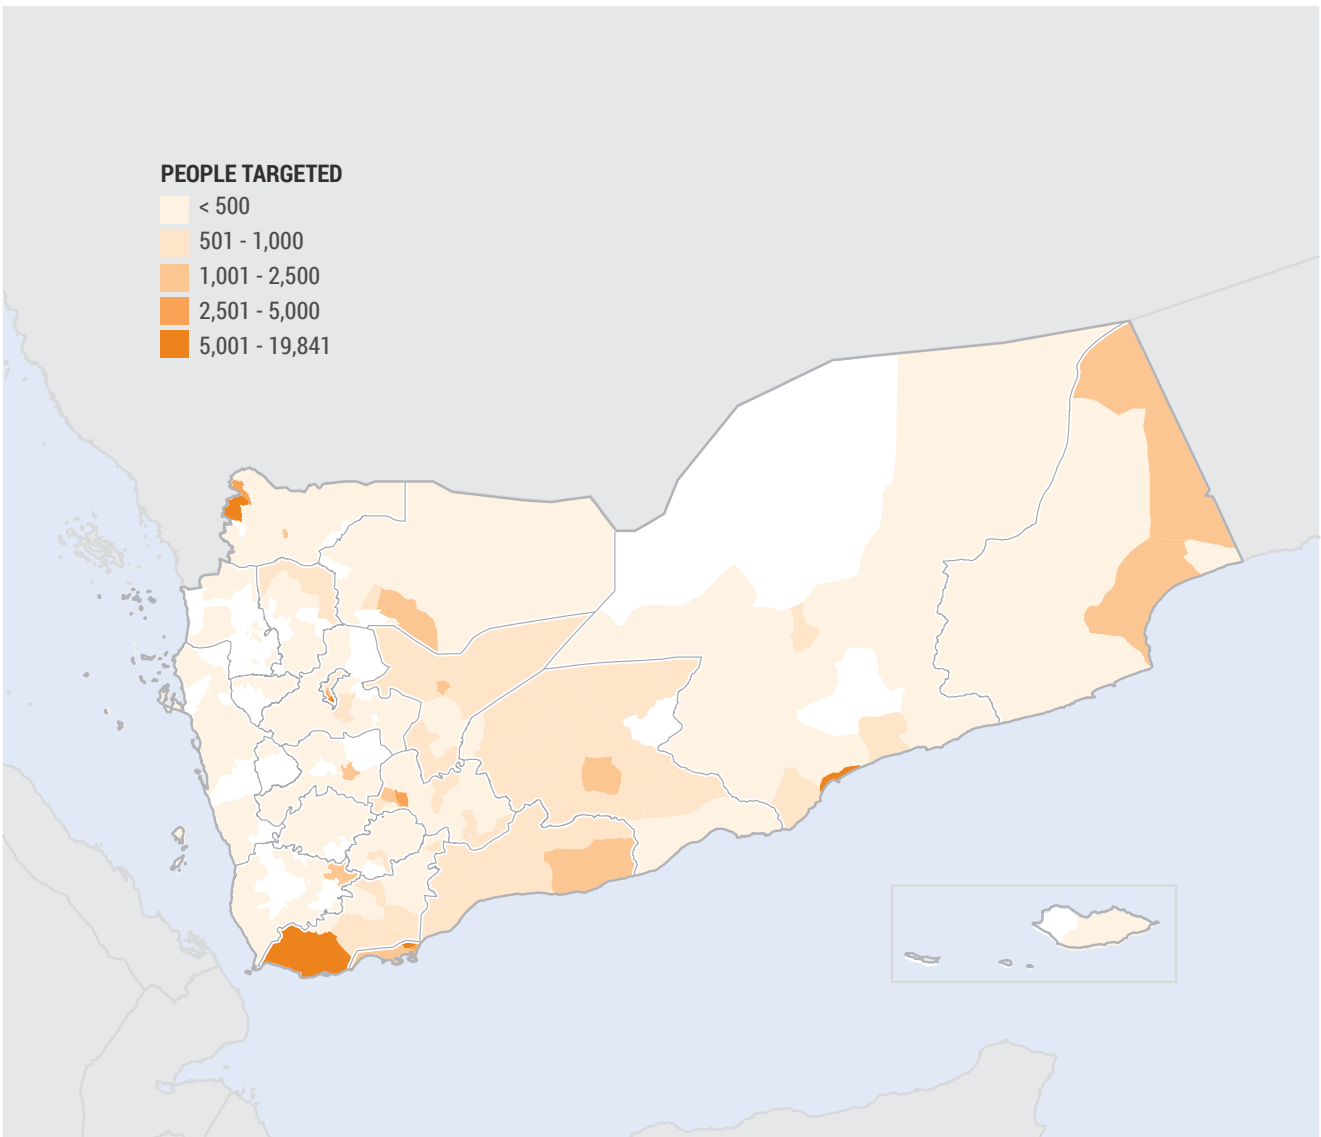 PEOPLE TARGETED
< 500
501 - 1,000
1,001 - 2,500
2,501 - 5,000
5,001 - 19,841